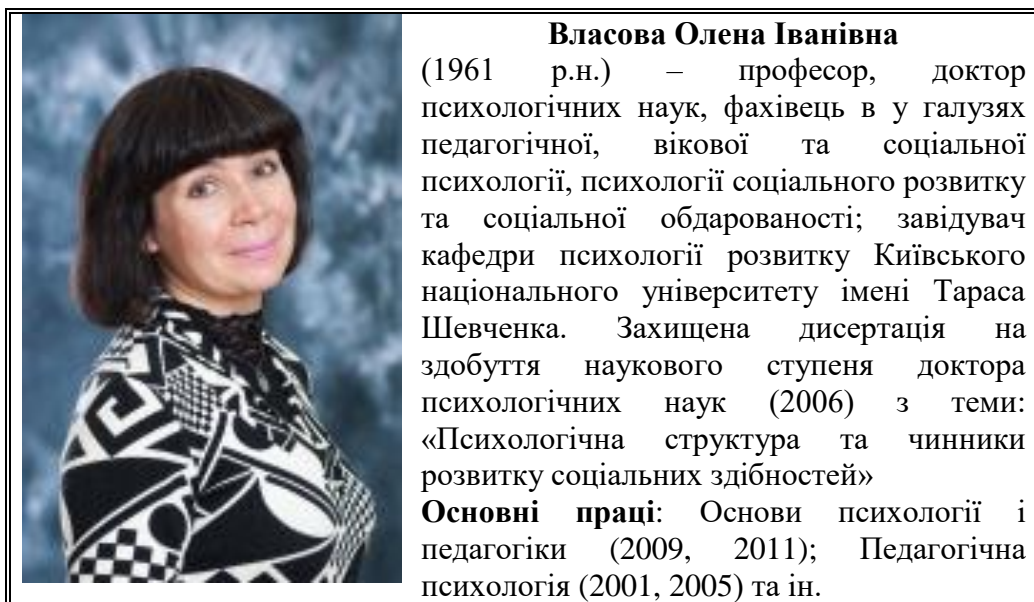 Власова Олена Іванівна
(1961 р.н.) – професор, доктор
психологічних наук, фахівець в у галузях
педагогічної, вікової та соціальної
психології, психології соціального розвитку
та соціальної обдарованості; завідувач
кафедри психології розвитку Київського
національного університету імені Тараса
Шевченка. Захищена дисертація на
здобуття наукового ступеня доктора
психологічних наук (2006) з теми:
«Психологічна структура та чинники
розвитку соціальних здібностей»
Основні праці: Основи психології і
педагогіки (2009, 2011); Педагогічна
психологія (2001, 2005) та ін.